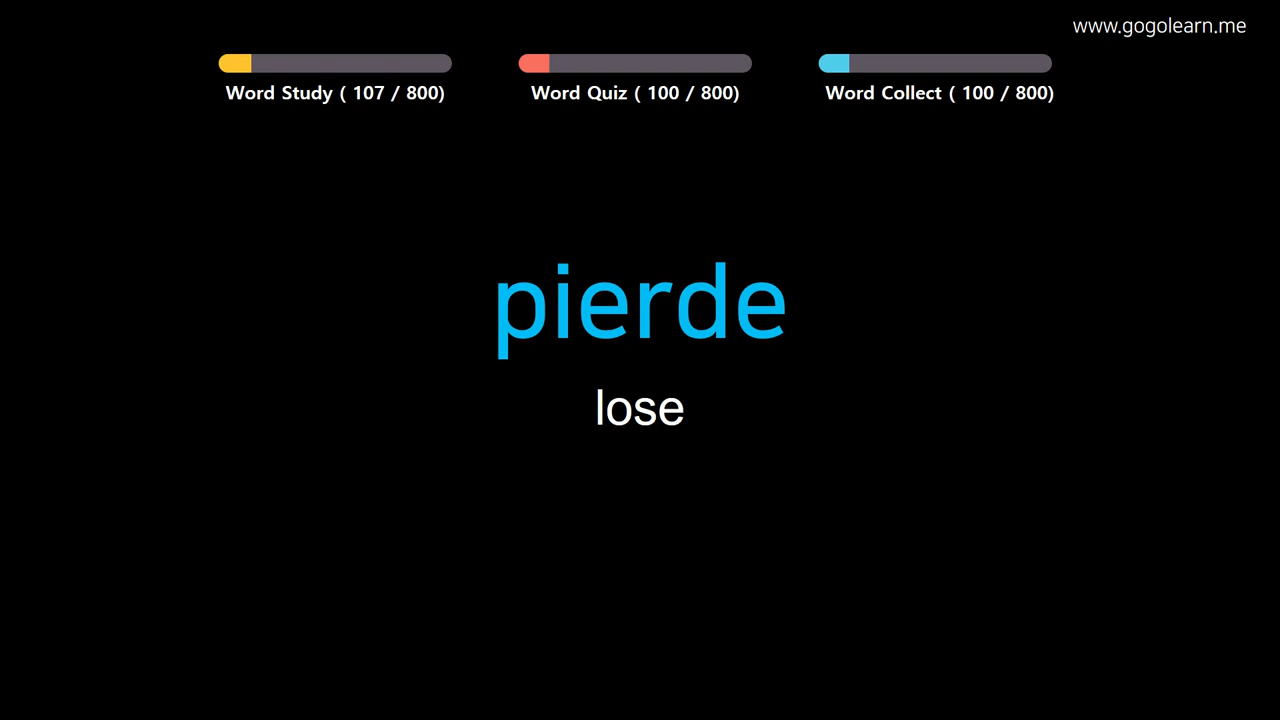 www.gogolearn.me
Word Study ( 107 / 800)
Word Quiz ( 100 / 800)
Word Collect ( 100 / 800)
pierde
lose